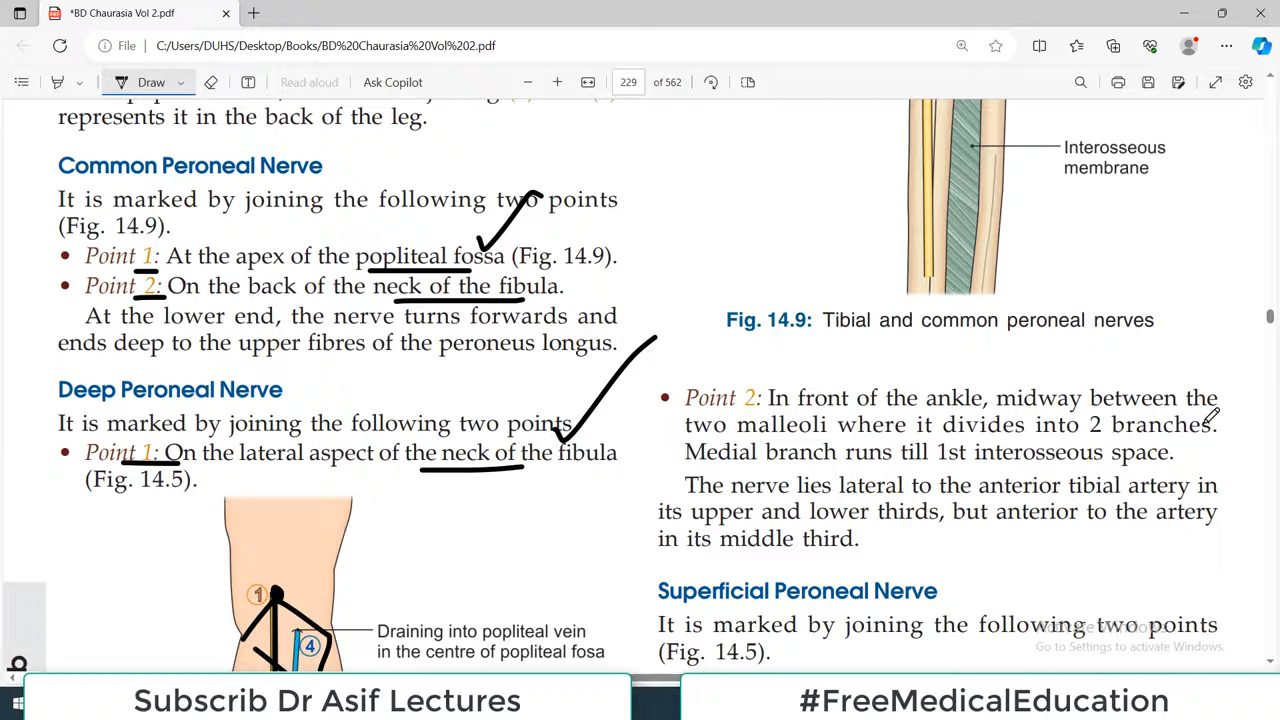 *BD Chaurasia Vol 2.pdf
File
C:/Users/DUHS/Desktop/Books/BD%20Chaurasia%20Vol%202.pdf
Draw
Read aloud
Ask Copilot
229 of 562
represents it in the back of the leg.
Common Peroneal Nerve
It is marked by joining the following two points
(Fig. 14.9).
• Point 1: At the apex of the popliteal fossa (Fig. 14.9).
• Point 2: On the back of the neck of the fibula.
At the lower end, the nerve turns forwards and
ends deep to the upper fibres of the peroneus longus.
Deep Peroneal Nerve
It is marked by joining the following two points.
• Point 1: On the lateral aspect of the neck of the fibula
(Fig. 14.5).
1
4
Draining into popliteal vein
in the centre of popliteal fosa
Interosseous
membrane
Fig. 14.9: Tibial and common peroneal nerves
• Point 2: In front of the ankle, midway between the
two malleoli where it divides into 2 branches.
Medial branch runs till 1st interosseous space.
The nerve lies lateral to the anterior tibial artery in
its upper and lower thirds, but anterior to the artery
in its middle third.
Superficial Peroneal Nerve
It is marked by joining the following two points
(Fig. 14.5).
Activate Windows
Go to Settings to activate Windows.
Subscrib Dr Asif Lectures
#FreeMedicalEducation